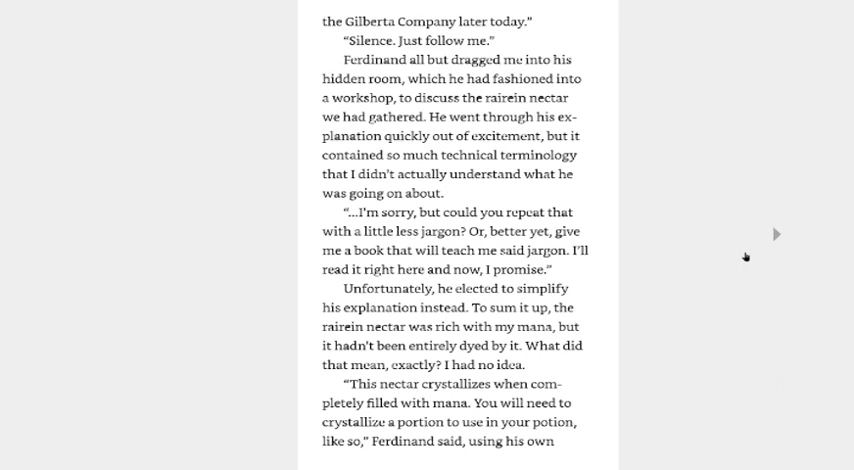 the Gilberta Company later today.”
“Silence. Just follow me.”
Ferdinand all but dragged me into his
hidden room, which he had fashioned into
a workshop, to discuss the rairein nectar
we had gathered. He went through his ex-
planation quickly out of excitement, but it
contained so much technical terminology
that I didn’t actually understand what he
was going on about.
“...I’m sorry, but could you repeat that
with a little less jargon? Or, better yet, give
me a book that will teach me said jargon. I’ll
read it right here and now, I promise.”
Unfortunately, he elected to simplify
his explanation instead. To sum it up, the
rairein nectar was rich with my mana, but
it hadn’t been entirely dyed by it. What did
that mean, exactly? I had no idea.
“This nectar crystallizes when com-
pletely filled with mana. You will need to
crystallize a portion to use in your potion,
like so,” Ferdinand said, using his own